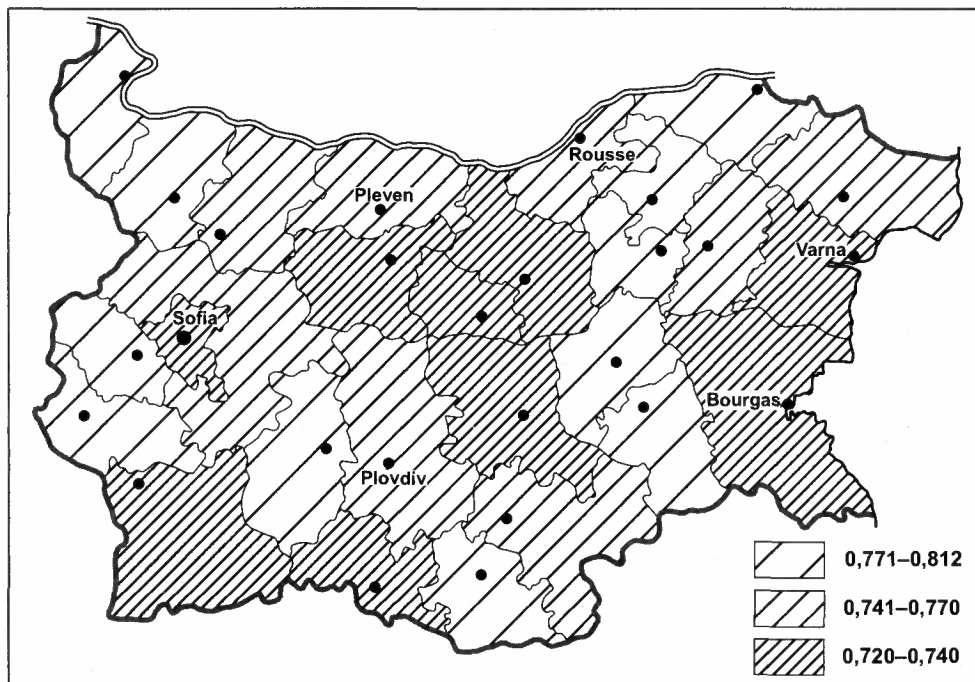 Rousse
Pleven
Varna
Sofia
Bourgas
Plovdiv
0,771–0,812
0,741–0,770
0,720–0,740